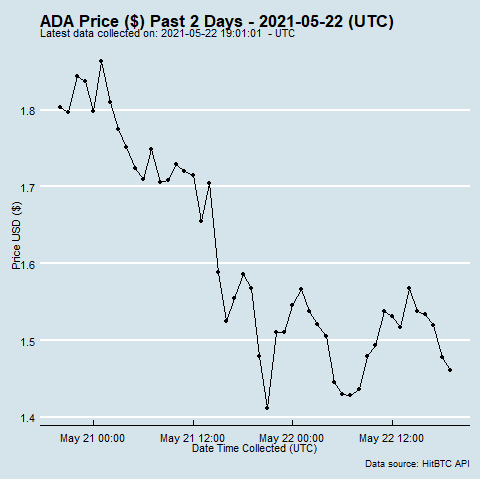 ADA Price ($) Past 2 Days - 2021-05-22 (UTC)
Latest data collected on: 2021-05-22 19:01:01 - UTC
1.8
1.7
1.6
1.5
1.4
Price USD ($)
May 21 00:00 May 21 12:00 May 22 00:00 May 22 12:00
Date Time Collected (UTC)
Data source: HitBTC API